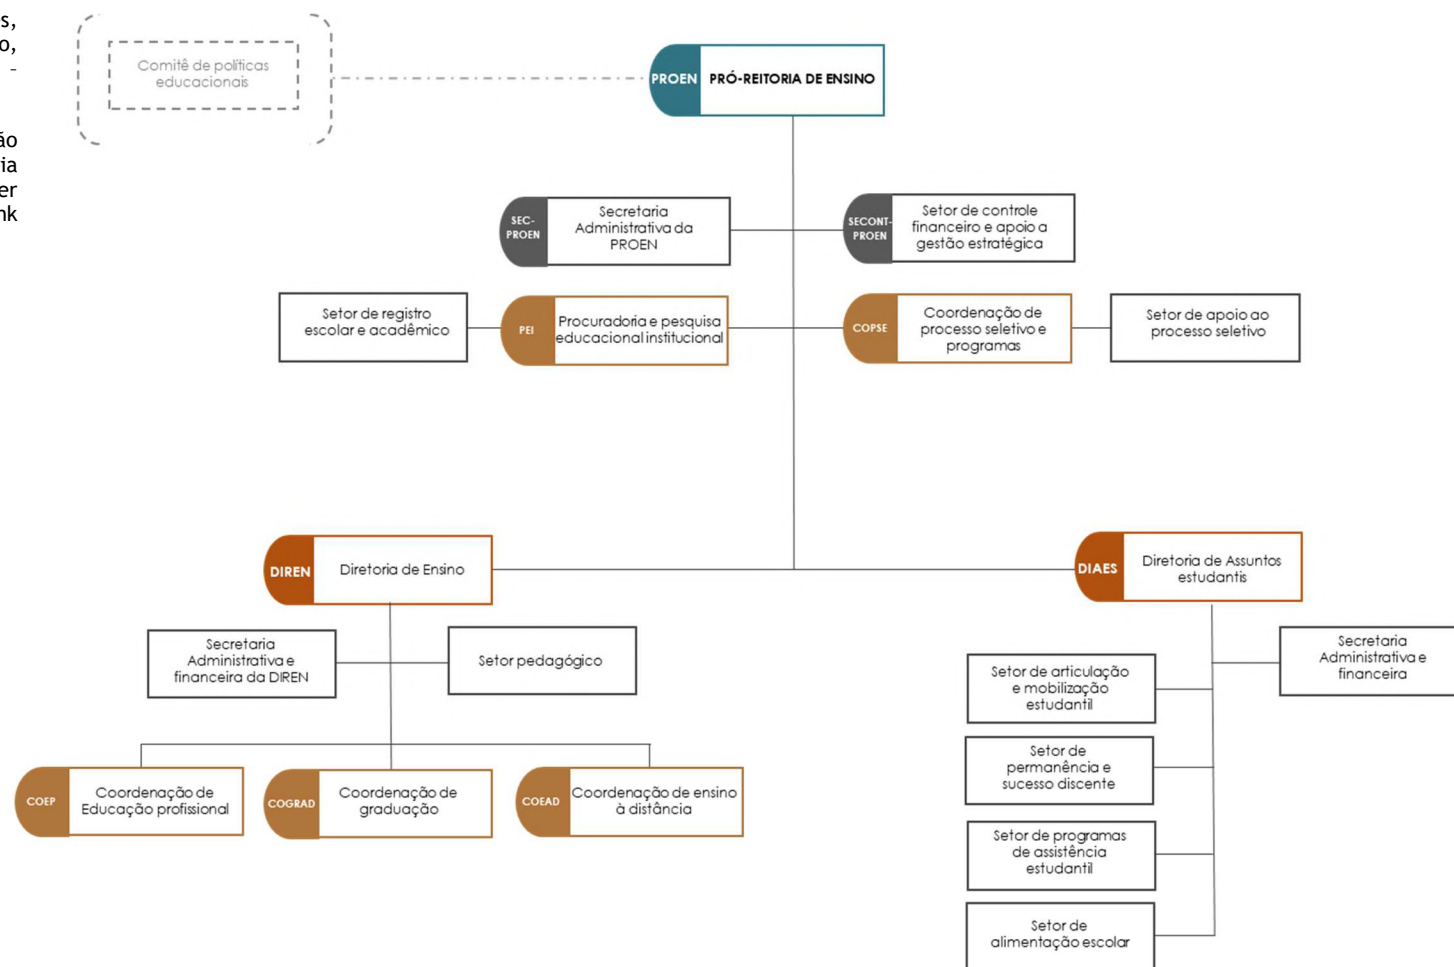 s,
o,
-
ão
ia
er
nk
Comitê de políticas
educacionais
PROEN
PRÓ-REITORIA DE ENSINO
SEC-
PROEN
Secretaria
Administrativa da
PROEN
SECONT-
PROEN
Setor de controle
financeiro e apoio a
gestão estratégica
Setor de registro
escolar e acadêmico
PEI
Procuradoria e pesquisa
educacional institucional
COPSE
Coordenação de
processo seletivo e
programas
Setor de apoio ao
processo seletivo
DIREN
Diretoria de Ensino
DIAES
Diretoria de Assuntos
estudantis
Secretaria
Administrativa e
financeira da DIREN
Setor pedagógico
Secretaria
Administrativa e
financeira
Setor de articulação
e mobilização
estudantil
Setor de
permanência e
sucesso discente
COEP
Coordenação de
Educação profissional
COGRAD
Coordenação de
graduação
COEAD
Coordenação de ensino
à distância
Setor de programas
de assistência
estudantil
Setor de
alimentação escolar